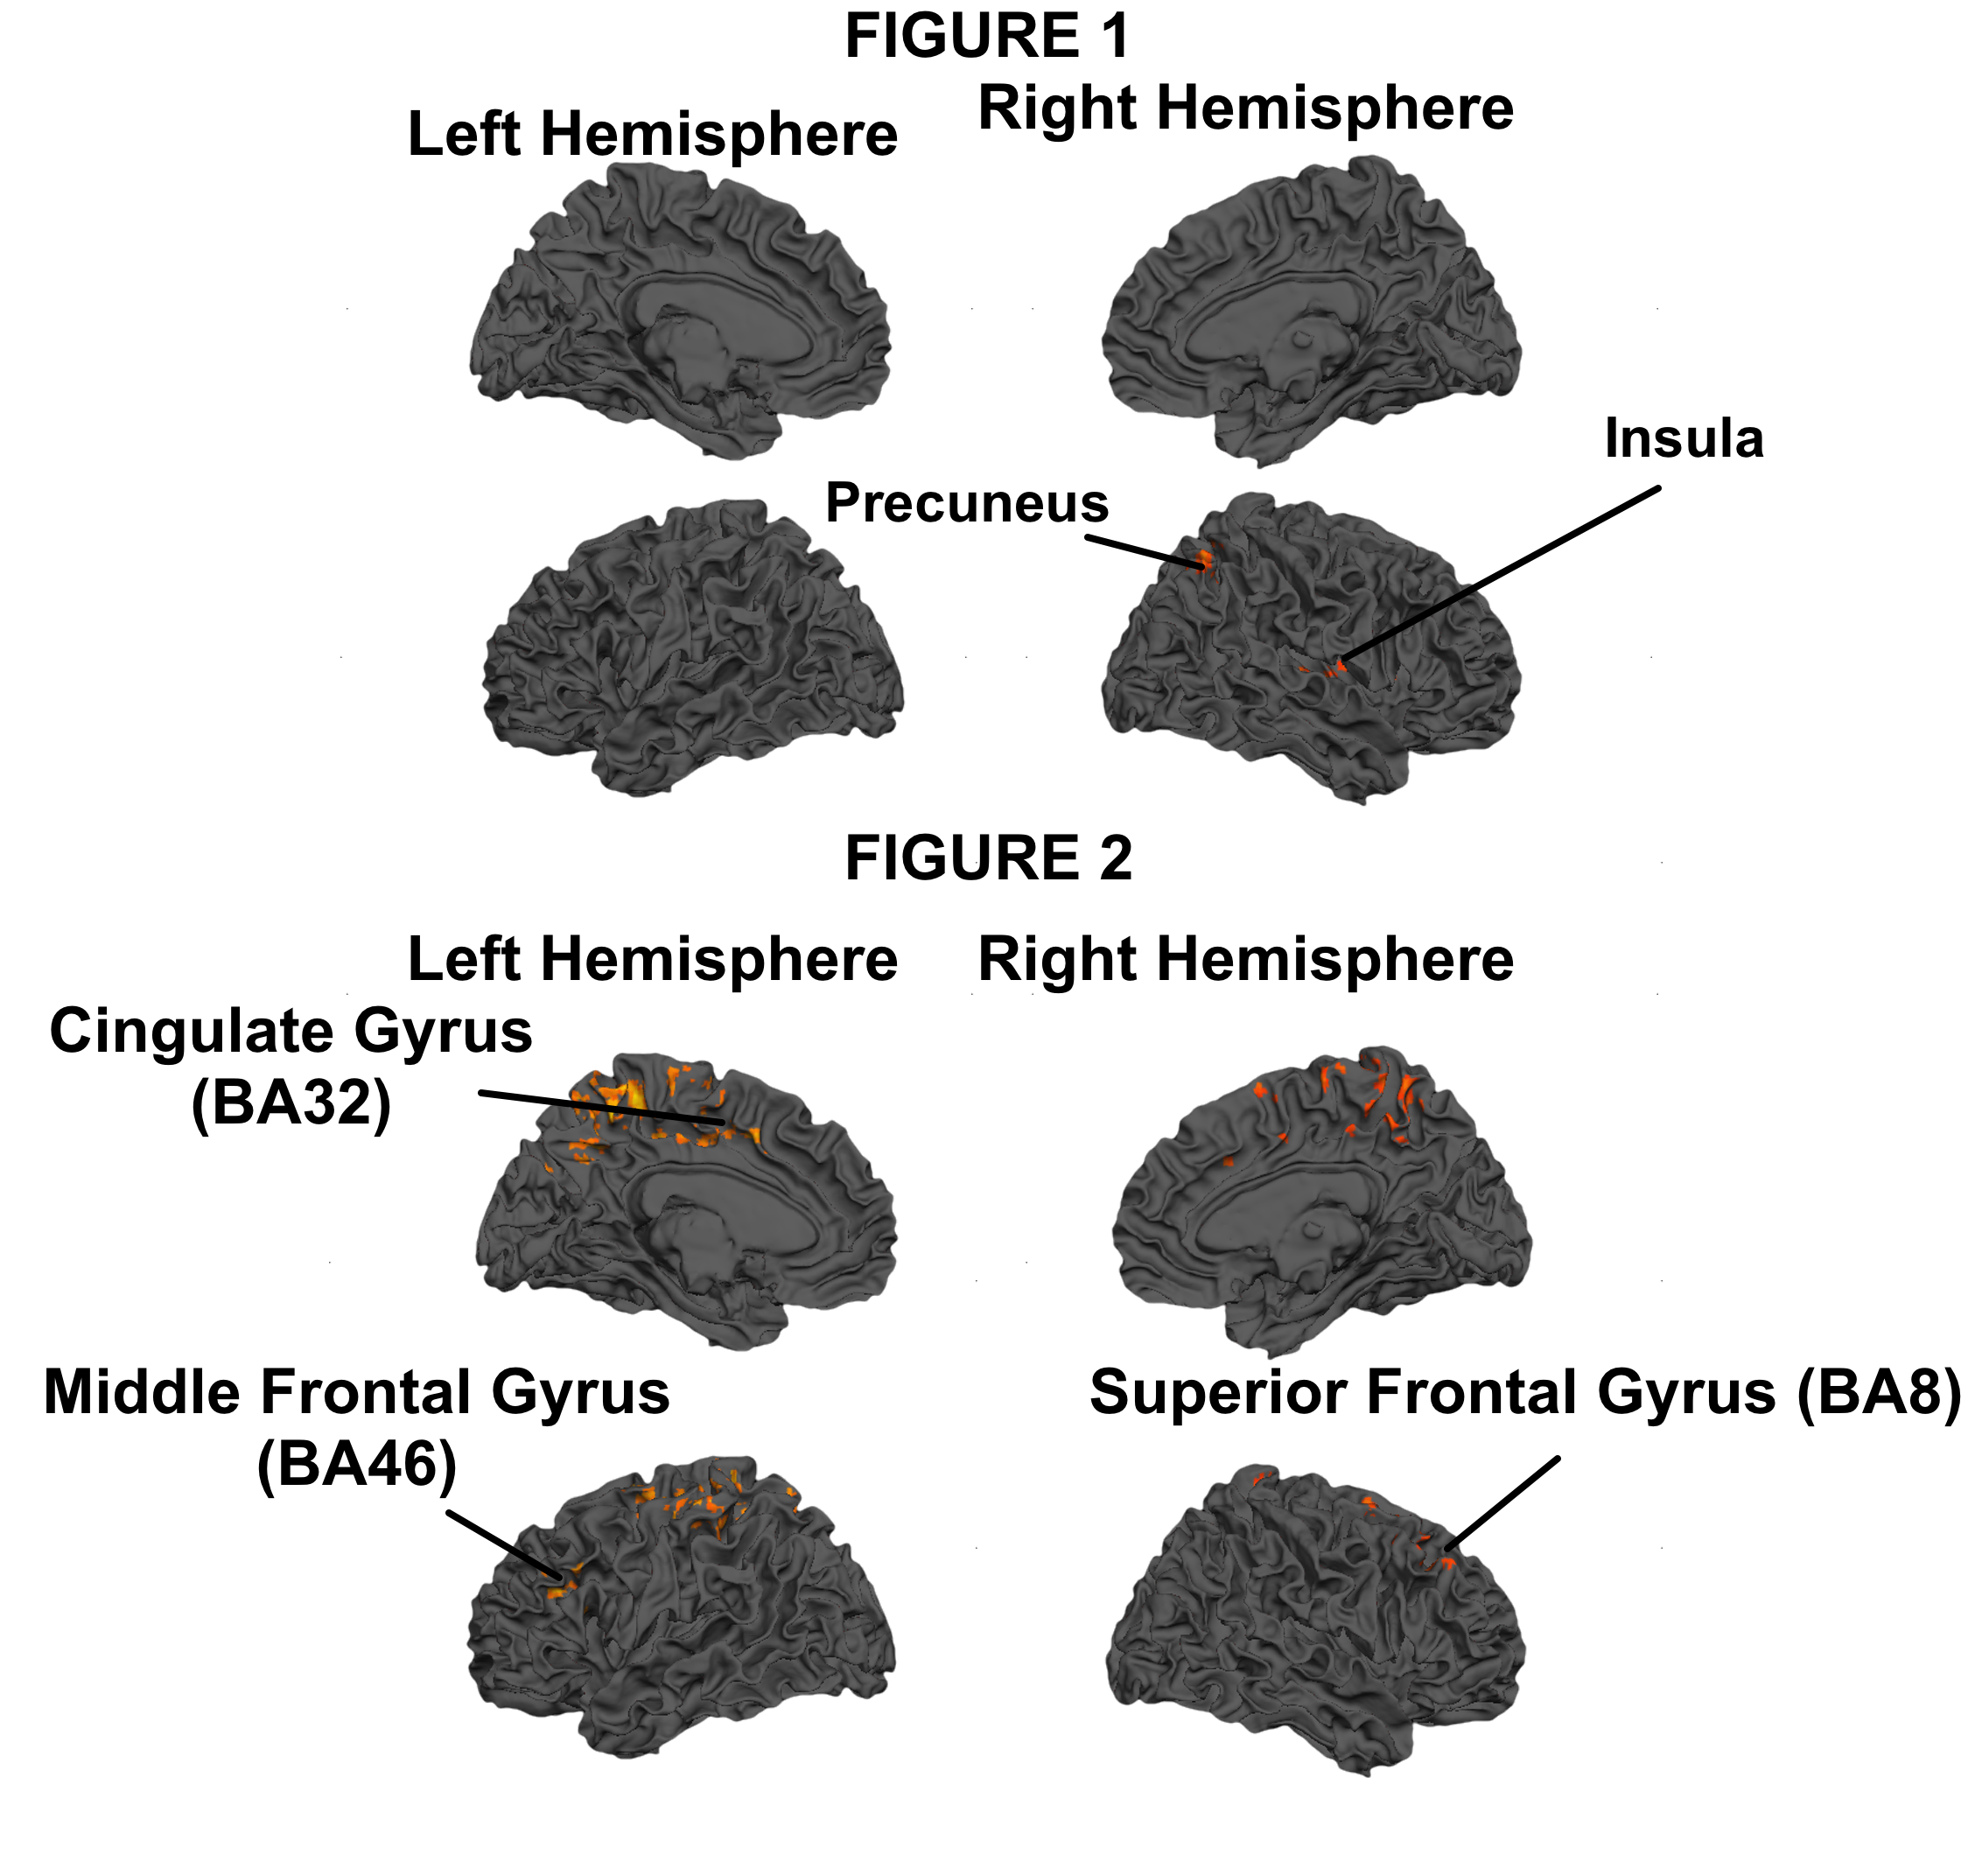 FIGURE 1
Left Hemisphere
Right Hemisphere
Insula
Precuneus
FIGURE 2
Left Hemisphere
Right Hemisphere
Cingulate Gyrus
(BA32)
Middle Frontal Gyrus
(BA46)
Superior Frontal Gyrus (BA8)